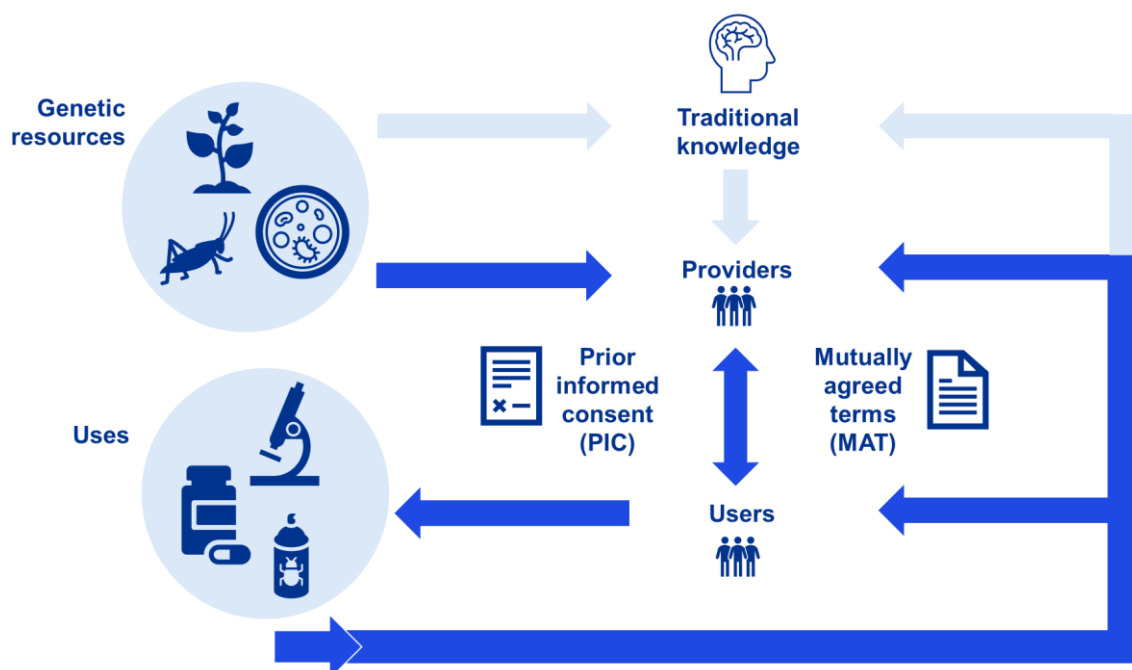 Genetic
resources
Traditional
knowledge
Providers
Prior
informed
consent
(PIC)
Mutually
agreed
terms
(MAT)
Uses
Users